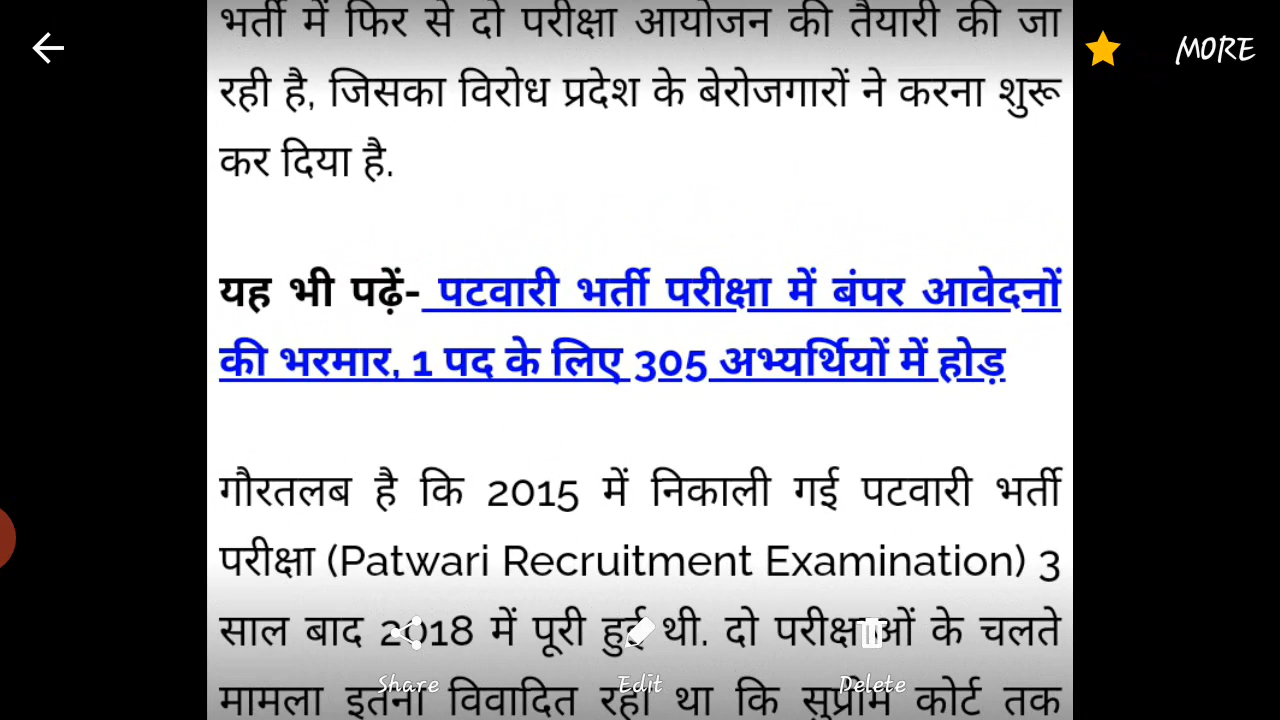 भर्ती में फिर से दो परीक्षा आयोजन की तैयारी की जा
MORE
रही है, जिसका विरोध प्रदेश के बेरोजगारों ने करना शुरू
कर दिया है.
यह भी पढ़ें- पटवारी भर्ती परीक्षा में बंपर आवेदनों
की भरमार, 1 पद के लिए 305 अभ्यर्थियों में होड़
गौरतलब है कि 2015 में निकाली गई पटवारी भर्ती
परीक्षा (Patwari Recruitment Examination) 3
साल बाद 2018 में पूरी हुई थी. दो परीक्षाओं के चलते
मामला इतना विवादित रहा था कि सुप्रीम कोर्ट तक
Share Edit Delete